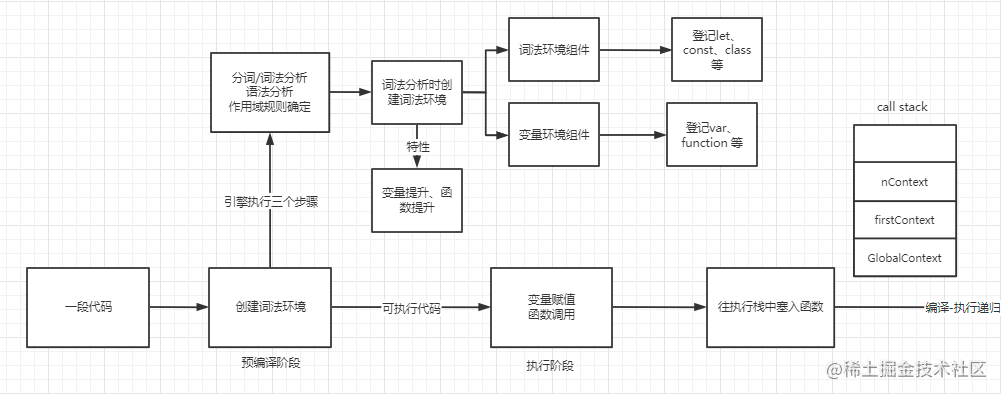 分词/词法分析
语法分析
作用域规则确定
词法分析时创
建词法环境
词法环境组件
登记let、
const、class
等
变量环境组件
登记var、
function 等
特性
变量提升、函
数提升
引擎执行三个步骤
call stack
nContext
firstContext
GlobalContext
一段代码
创建词法环境
可执行代码
变量赋值
函数调用
往执行栈中塞入函数
编译-执行递归
预编译阶段
执行阶段
@稀土掘金技术社区